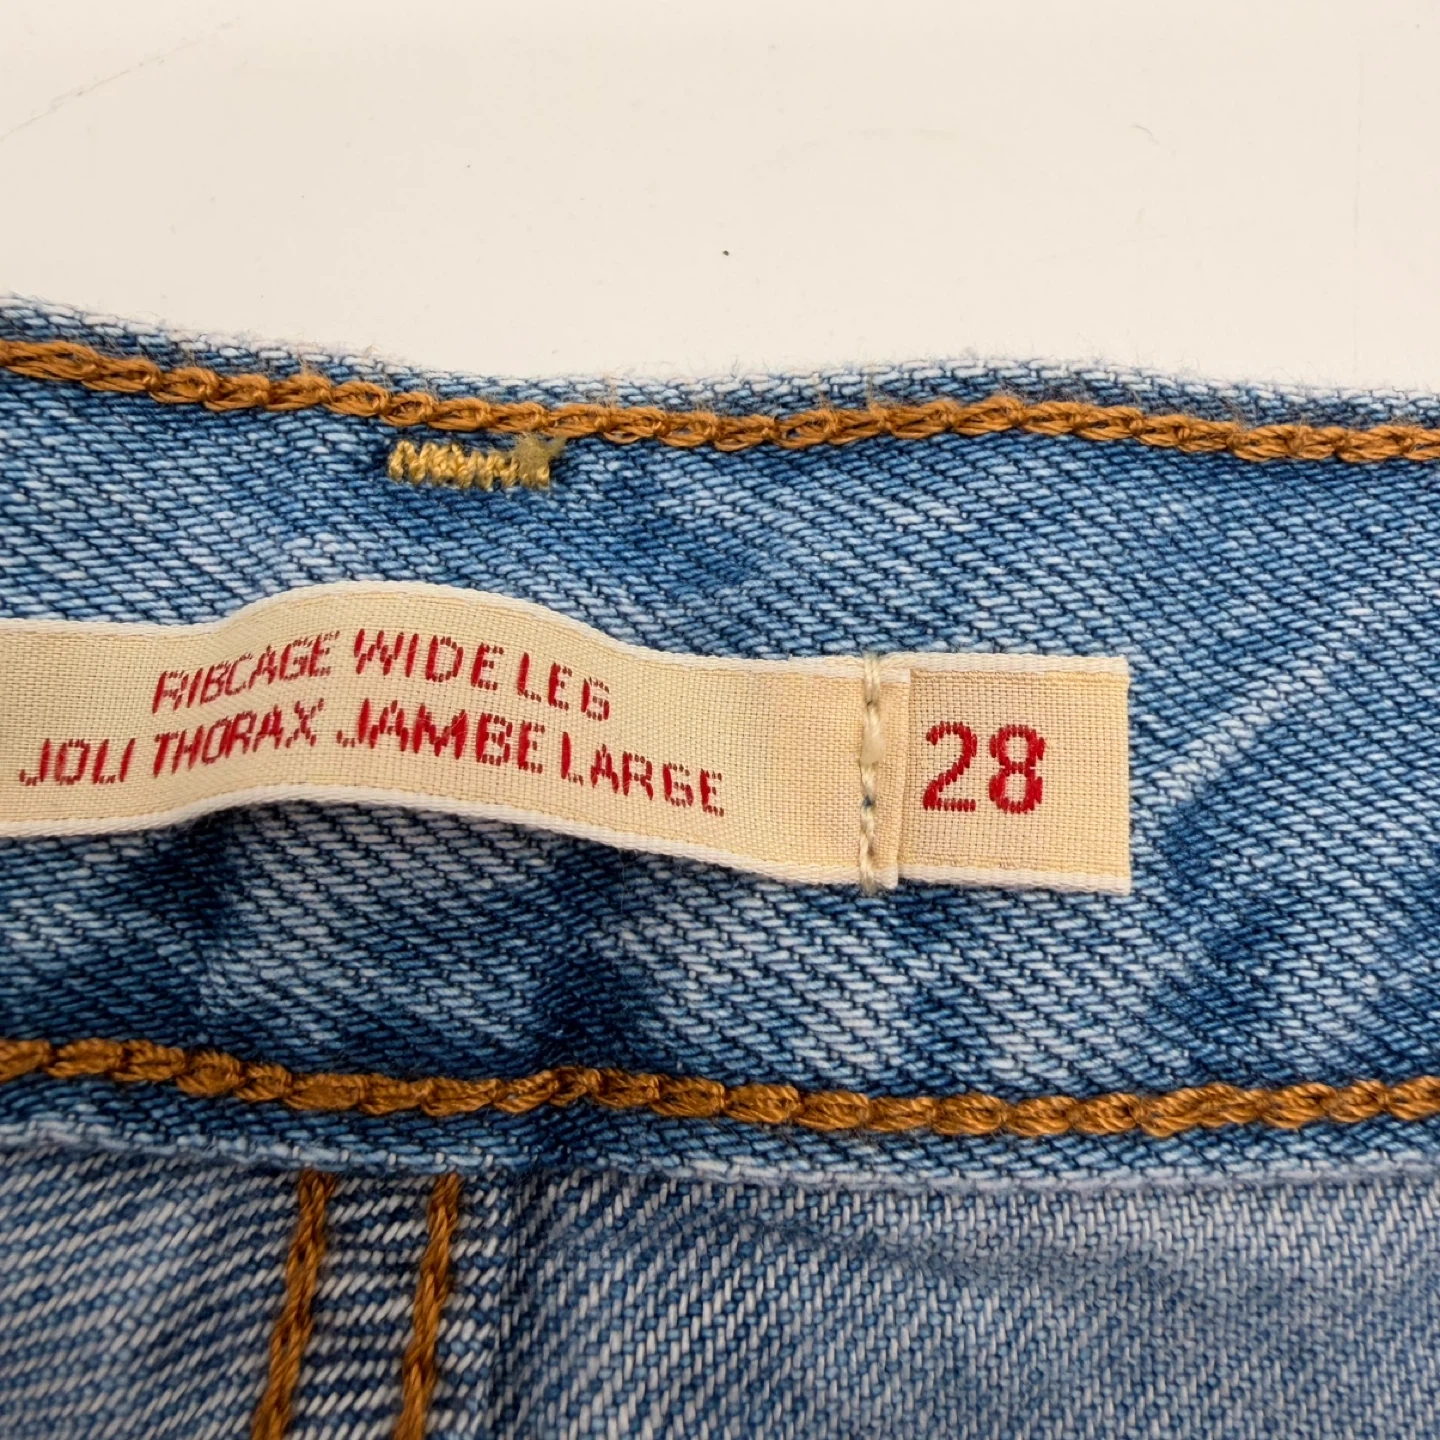 RIBCAGE WIDE LEG
JOLI THORAX JAMBE LARGE
28